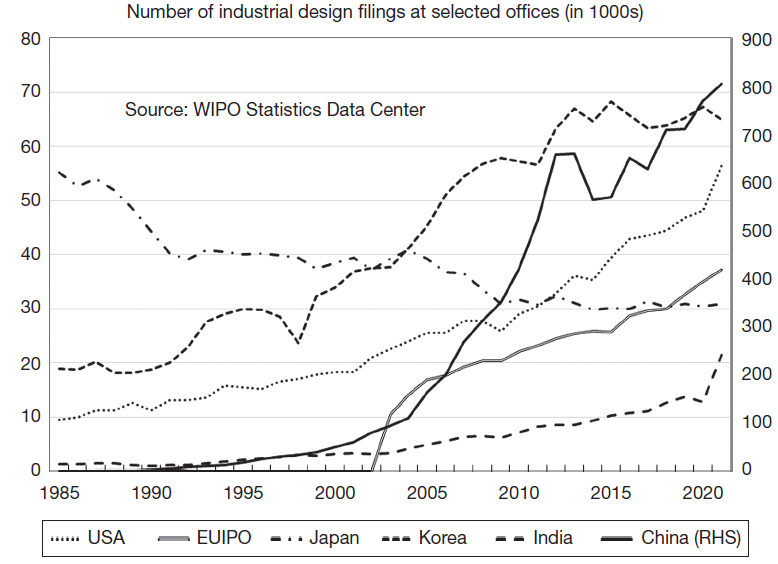 Number of industrial design filings at selected offices (in 1000s)
80 900
70 800
Source: WIPO Statistics Data Center
60 700
50 600
40 500
30 400
20 300
10 200
0 100
0
1985 1990 1995 2000 2005 2010 2015 2020
USA EUIPO Japan Korea India China (RHS)